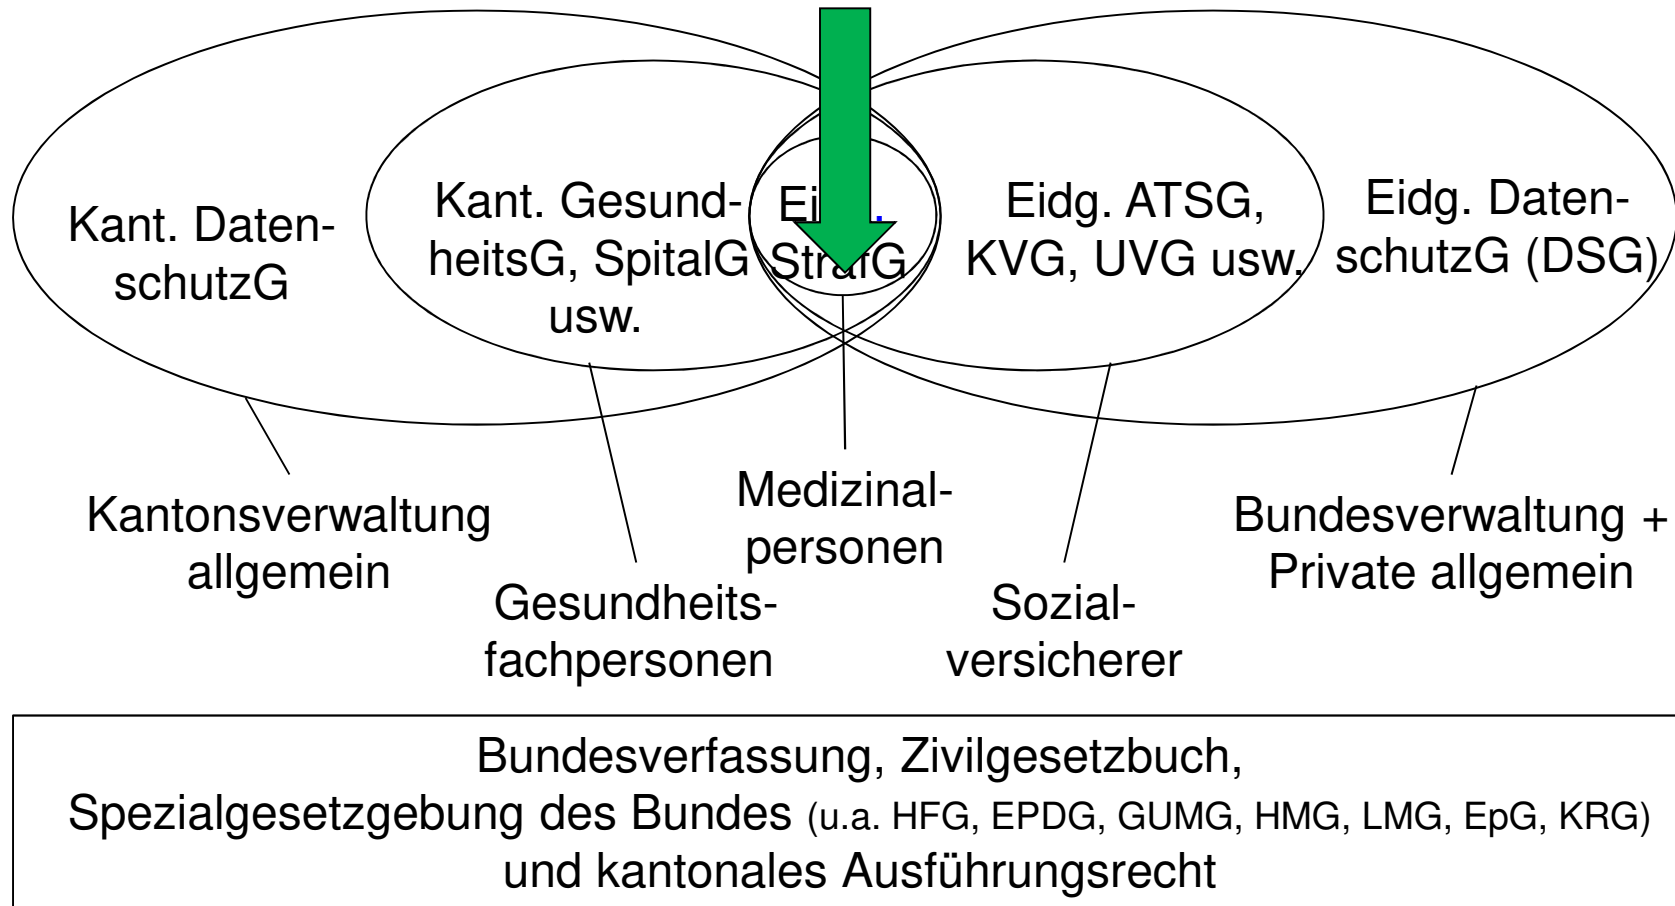 Kant. Daten-
schutzG
Kant. Gesund-
heitsG, SpitalG
usw.
StrafG
Eidg. ATSG,
KVG, UVG usw.
Eidg. Daten-
schutzG (DSG)
Kantonsverwaltung
allgemein
Gesundheits-
fachpersonen
Medizinal-
personen
Sozial-
versicherer
Bundesverwaltung +
Private allgemein
Bundesverfassung, Zivilgesetzbuch,
Spezialgesetzgebung des Bundes (u.a. HFG, EPDG, GUMG, HMG, LMG, EpG, KRG)
und kantonales Ausführungsrecht